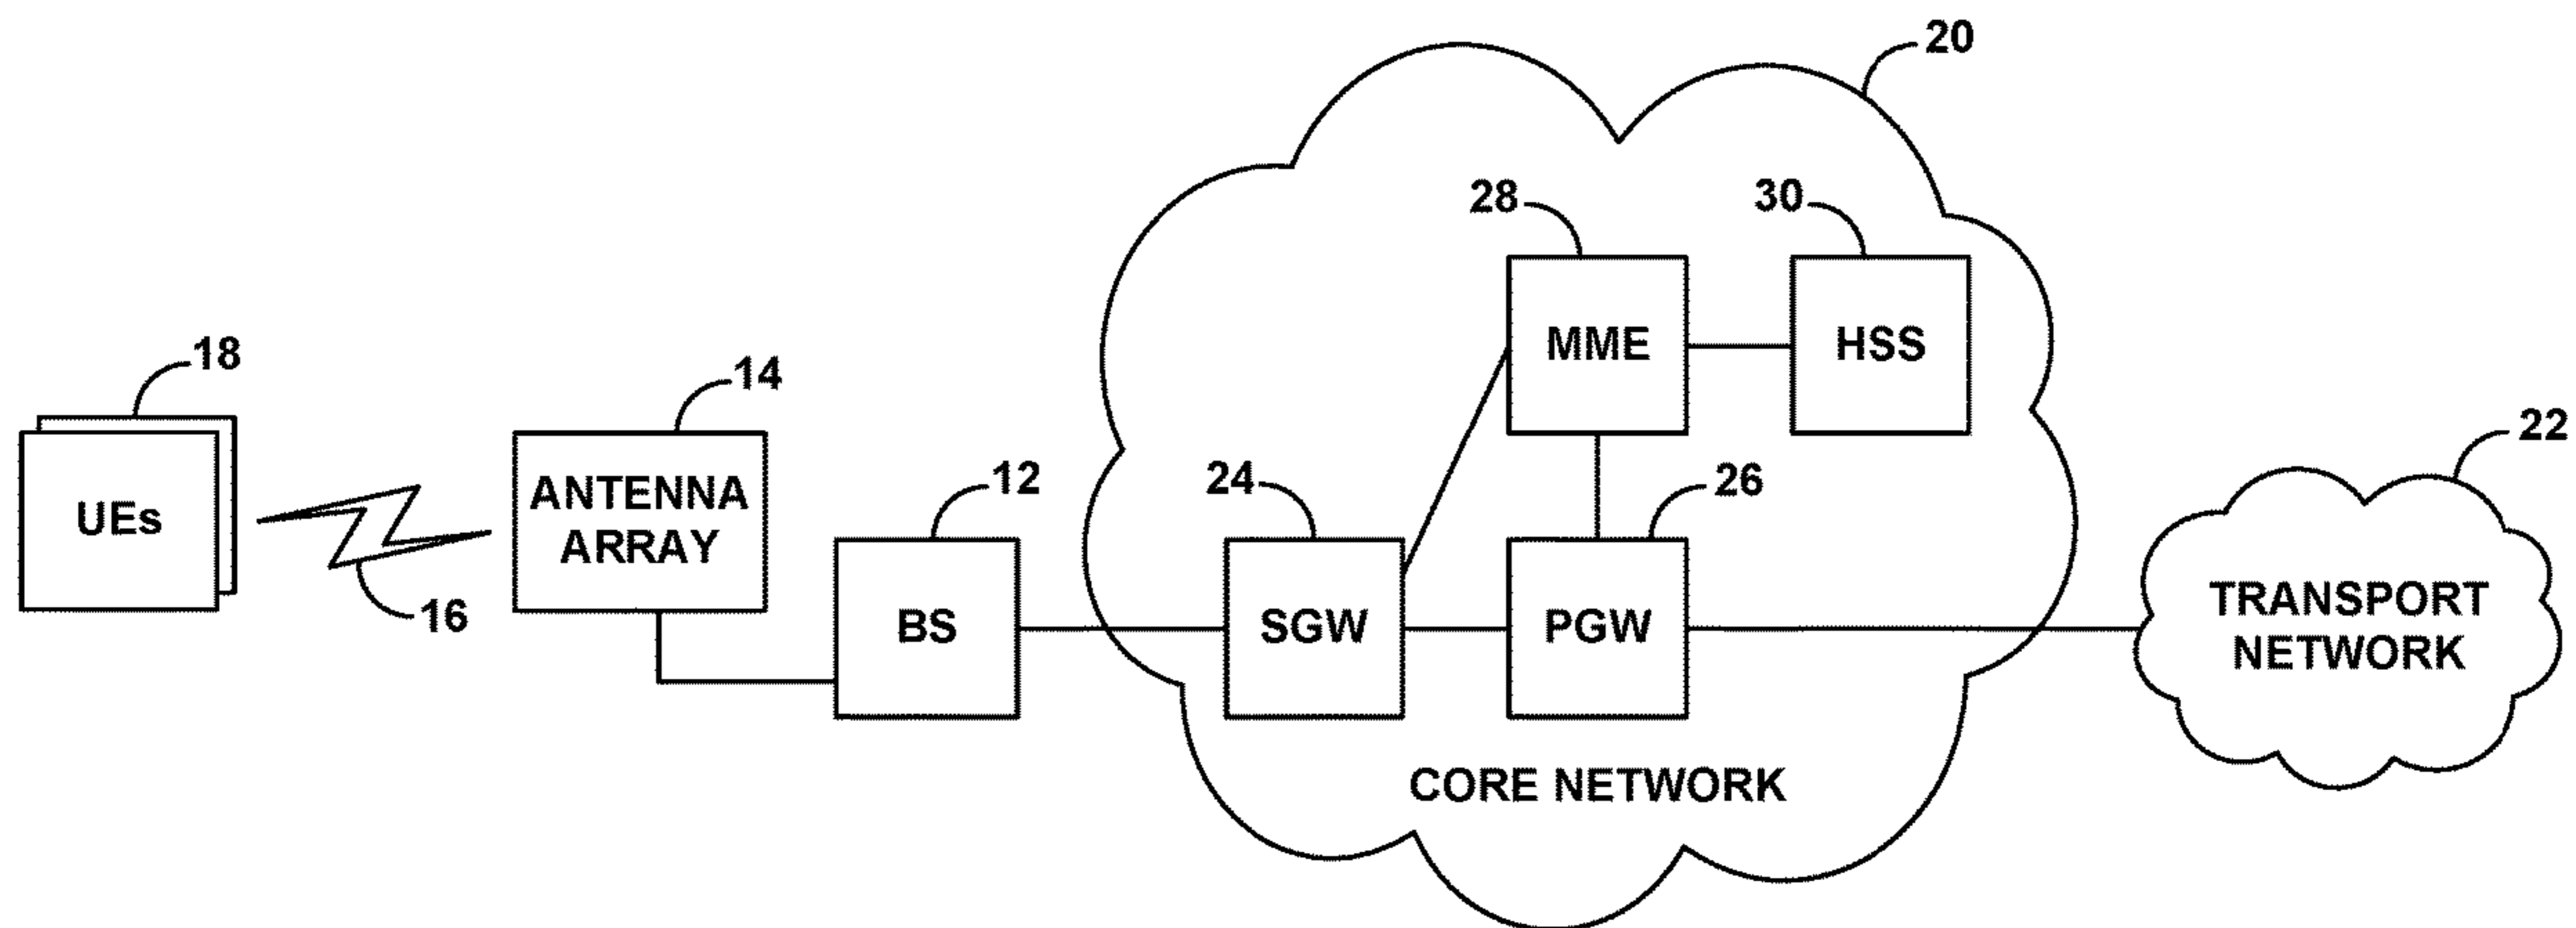 20
28
30
MME
HSS
18
14
22
UEs
ANTENNA
ARRAY
12
24
26
16
BS
SGW
PGW
TRANSPORT
NETWORK
CORE NETWORK